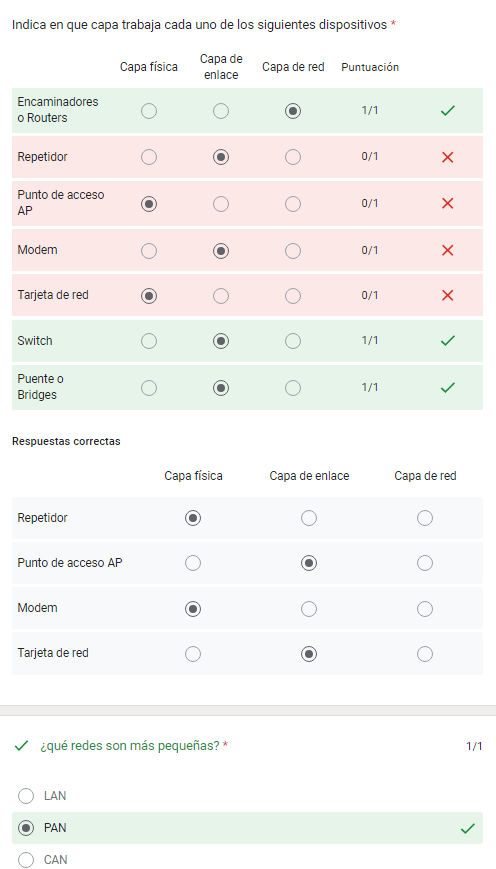 Indica en que capa trabaja cada uno de los siguientes dispositivos *
Capa física Capa de enlace Capa de red Puntuación
Encaminadores
o Routers 1/1
Repetidor 0/1
Punto de acceso
AP 0/1
Modem 0/1
Tarjeta de red 0/1
Switch 1/1
Puente o
Bridges 1/1
Respuestas correctas
Capa física Capa de enlace Capa de red
Repetidor
Punto de acceso AP
Modem
Tarjeta de red
¿qué redes son más pequeñas? * 1/1
LAN
PAN
CAN